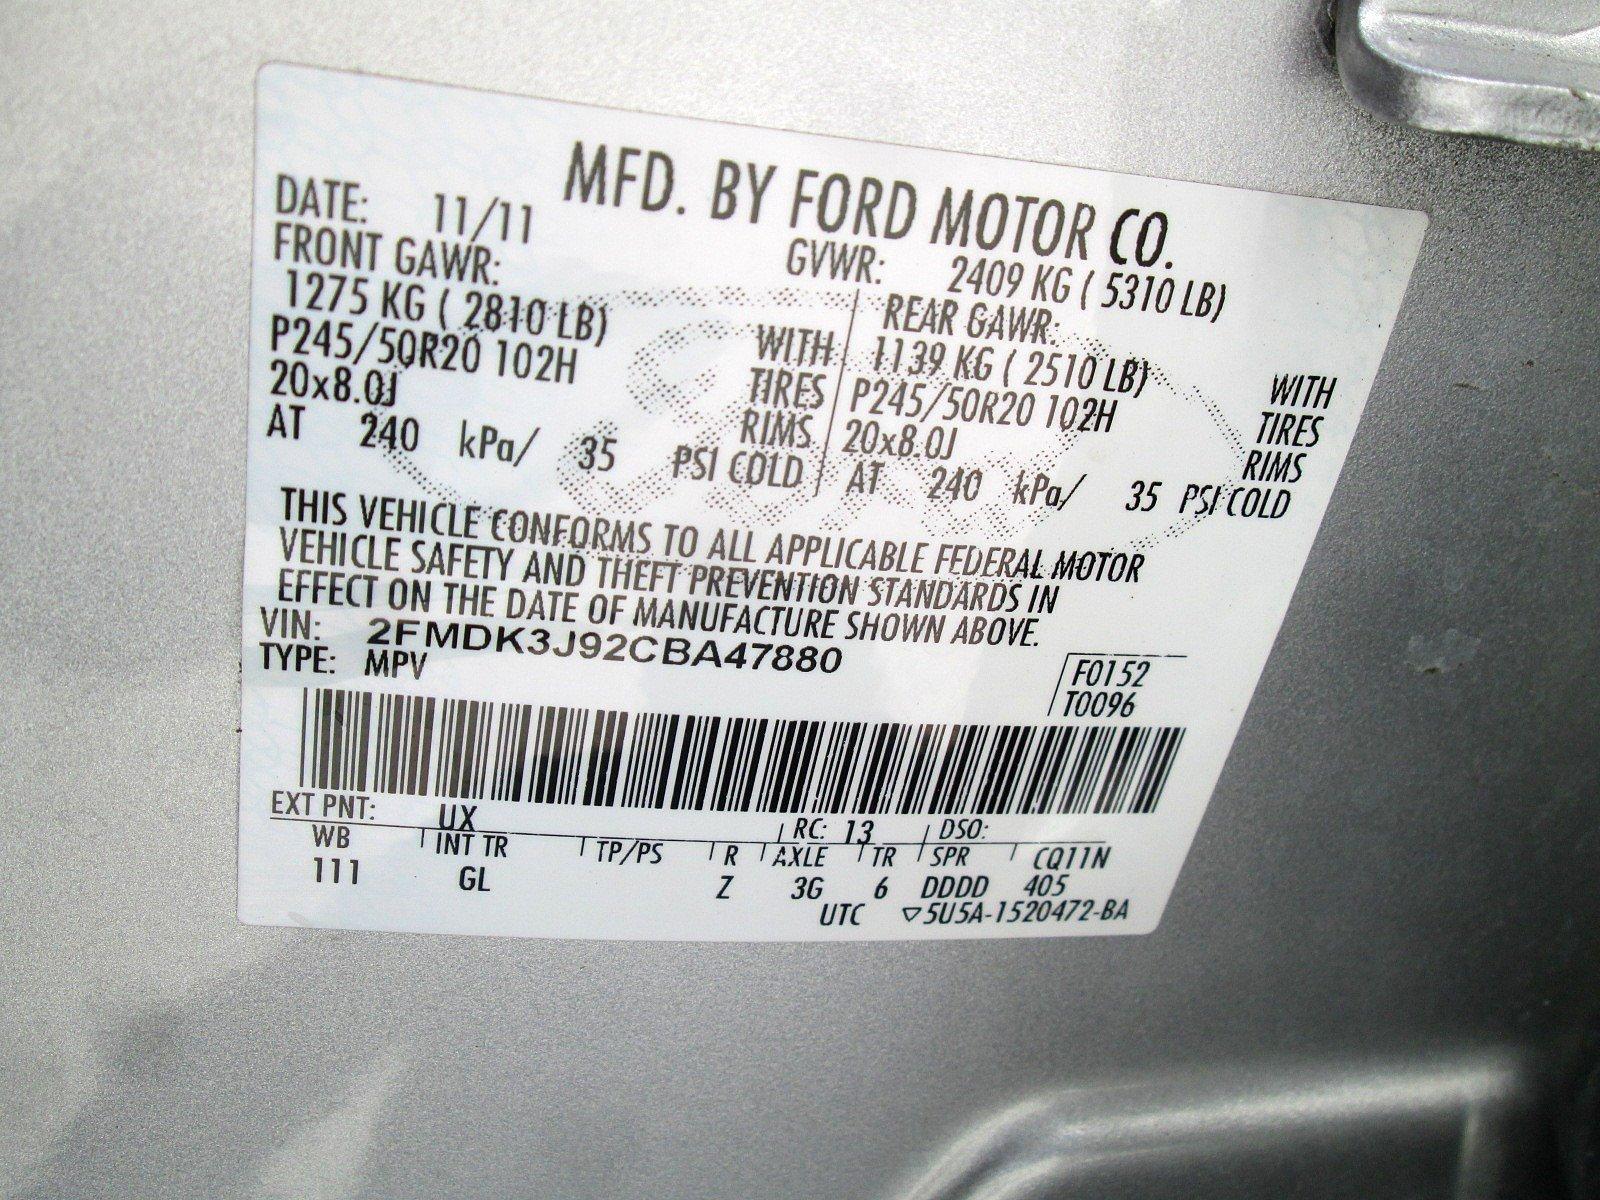 MFD. BY FORD MOTOR CO.
DATE: 11/11 GVWR: 2409 KG ( 5310 LB)
FRONT GAWR: REAR GAWR:
1275 KG ( 2810 LB) WITH 1139 KG ( 2510 LB) WITH
P245/50R20 102H TIRES P245/50R20 102H TIRES
20x8.0J RIMS 20x8.0J RIMS
AT 240 kPa/ 35 PSI COLD AT 240 kPa/ 35 PSI COLD
THIS VEHICLE CONFORMS TO ALL APPLICABLE FEDERAL MOTOR
VEHICLE SAFETY AND THEFT PREVENTION STANDARDS IN
EFFECT ON THE DATE OF MANUFACTURE SHOWN ABOVE.
VIN: 2FMDK3J92CBA47880
TYPE: MPV F0152
T0096
EXT PNT: UX RC: 13 DSO:
WB INT TR TP/PS R AXLE TR SPR CQ11N
111 GL Z 3G 6 DDDD 405
UTC ▽5U5A-1520472-BA